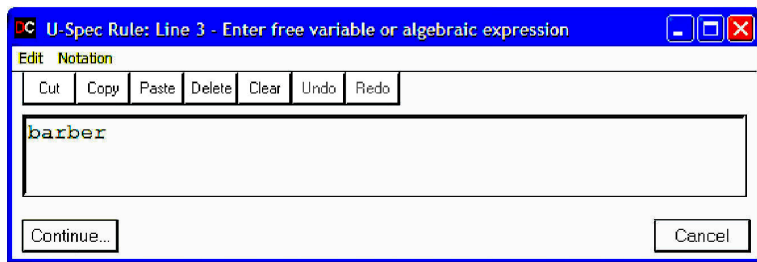 DC U-Spec Rule: Line 3 - Enter free variable or algebraic expression
Edit Notation
Cut Copy Paste Delete Clear Undo Redo
barber
Continue... Cancel